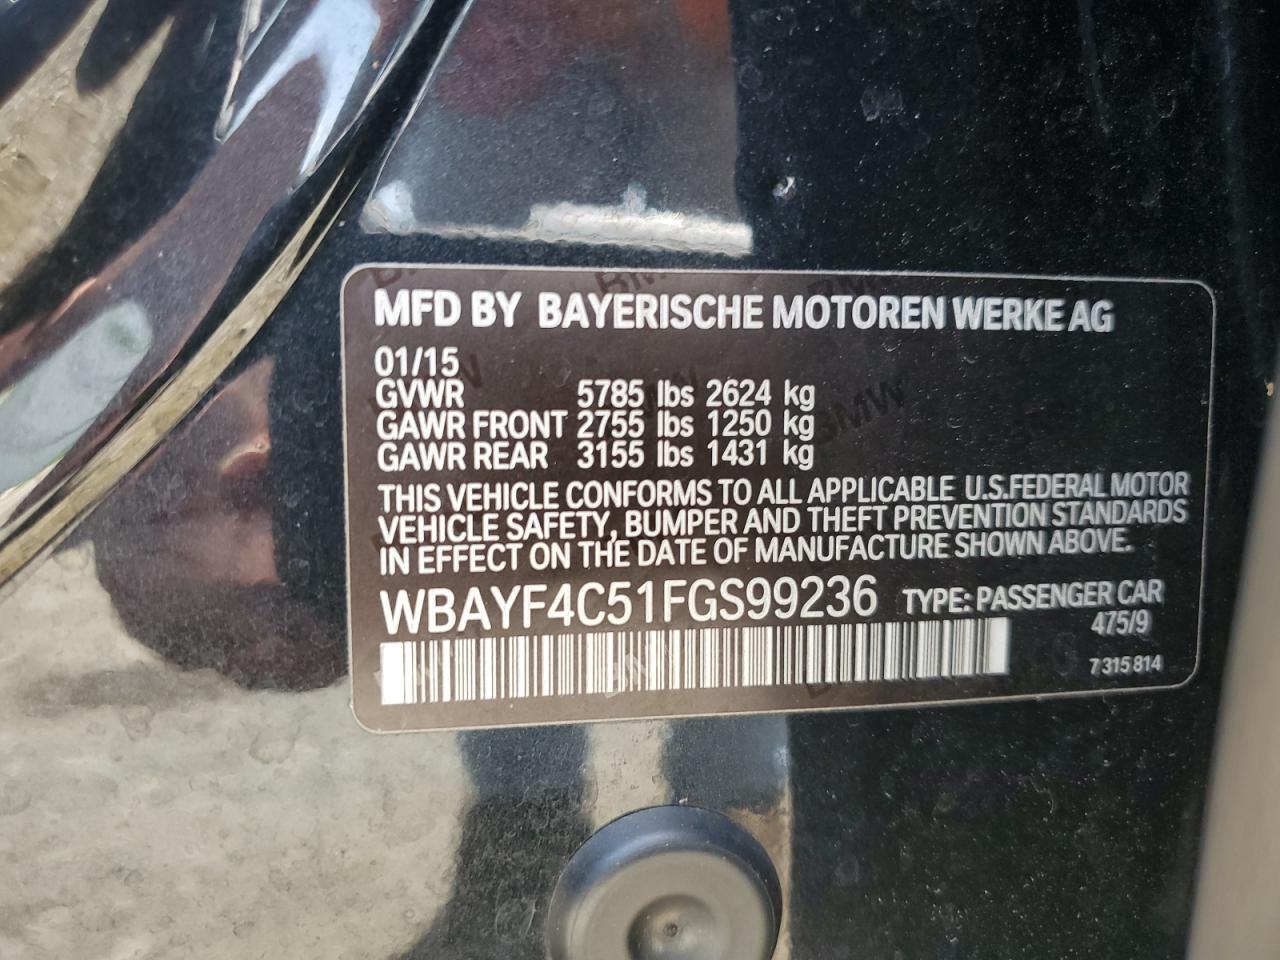 MFD BY BAYERISCHE MOTOREN WERKE AG
01/15
GVWR 5785 lbs 2624 kg
GAWR FRONT 2755 lbs 1250 kg
GAWR REAR 3155 lbs 1431 kg
THIS VEHICLE CONFORMS TO ALL APPLICABLE U.S.FEDERAL MOTOR
VEHICLE SAFETY, BUMPER AND THEFT PREVENTION STANDARDS
IN EFFECT ON THE DATE OF MANUFACTURE SHOWN ABOVE.
WBAYF4C51FGS99236 TYPE: PASSENGER CAR
475/9
7 315 814